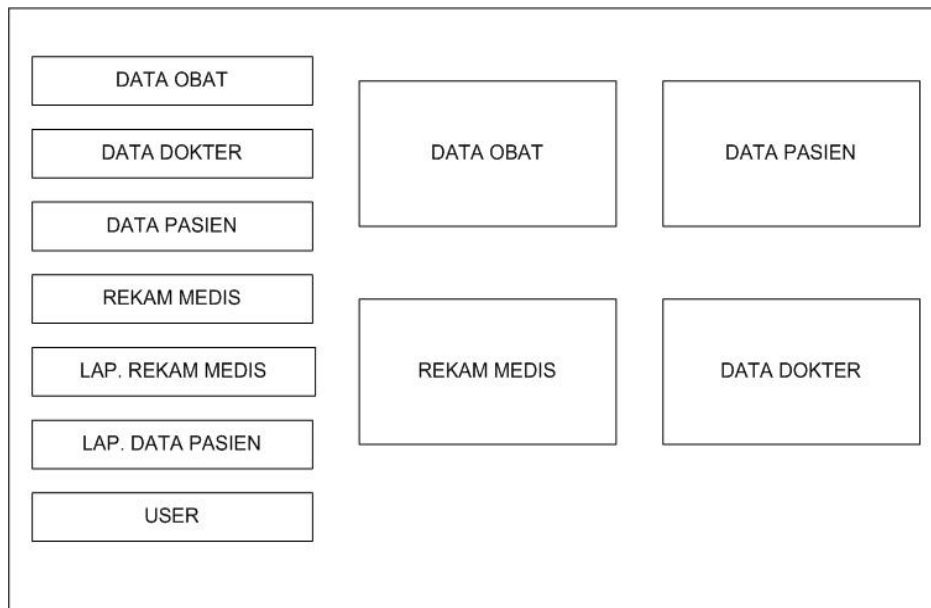 DATA OBAT
DATA DOKTER
DATA PASIEN
REKAM MEDIS
LAP. REKAM MEDIS
LAP. DATA PASIEN
USER
DATA OBAT
DATA PASIEN
REKAM MEDIS
DATA DOKTER